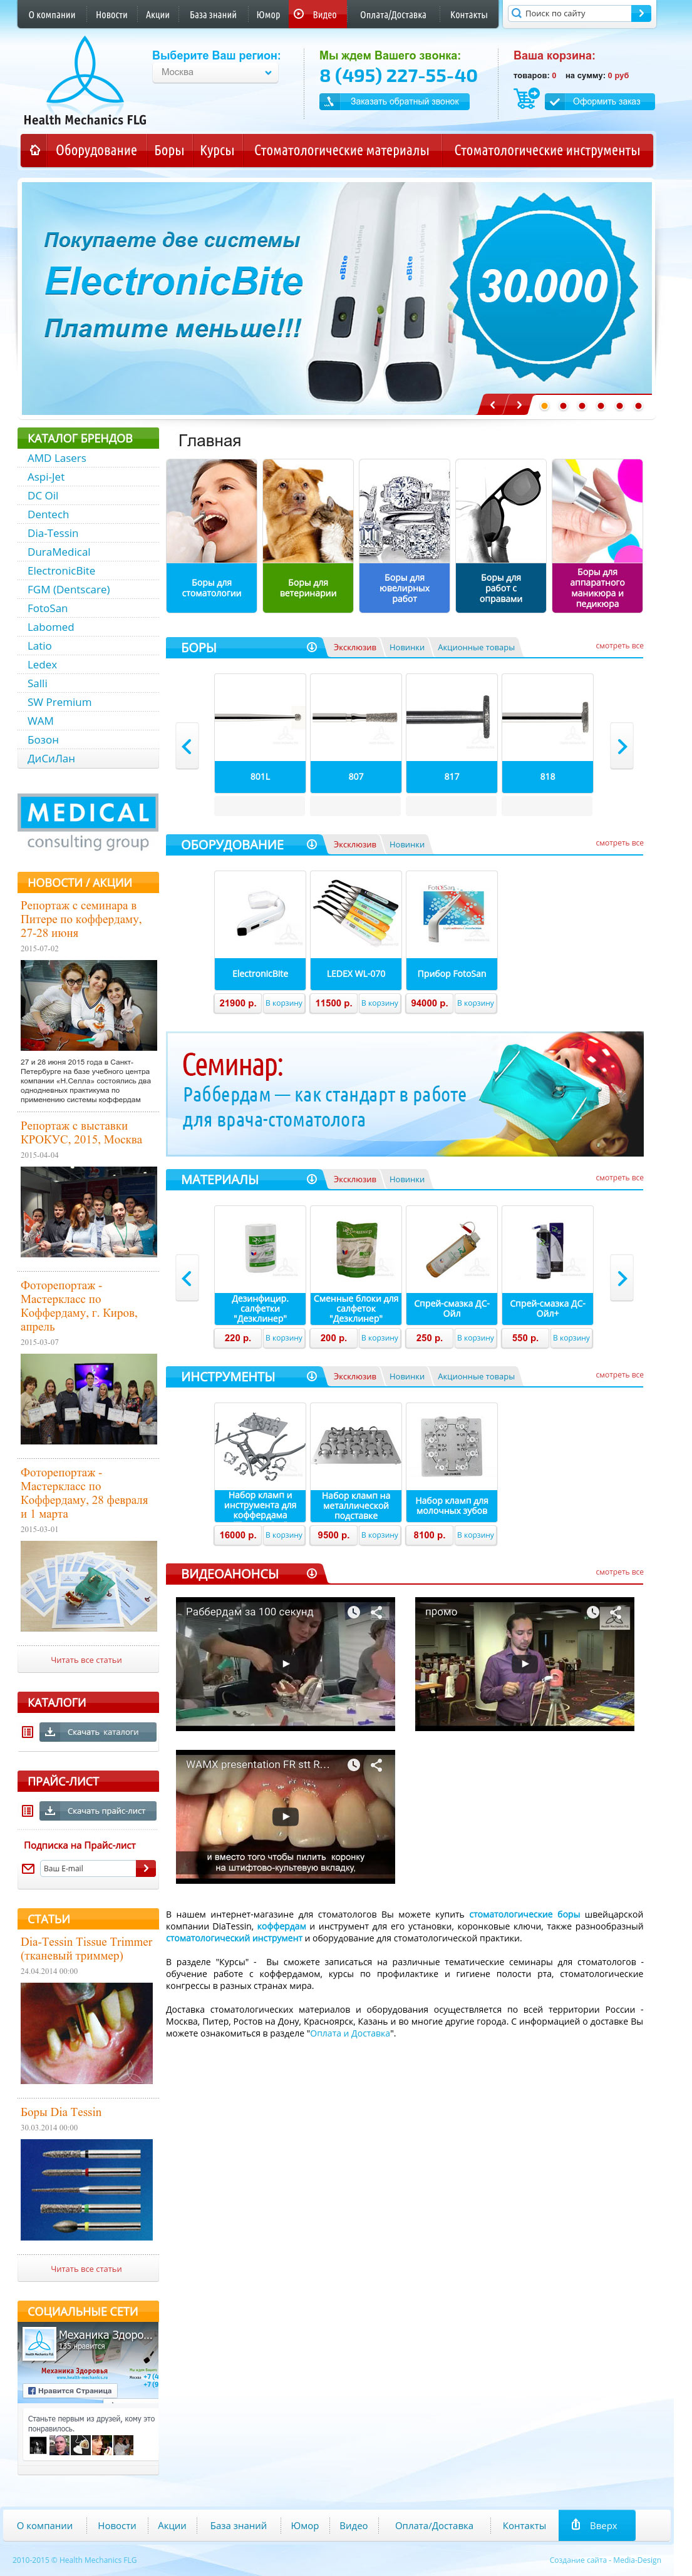 О компании
Новости
Акции
База знаний
Юмор
Видео
Оплата/Доставка
Контакты
Поиск по сайту
Health Mechanics FLG
Выберите Ваш регион:
Москва
Мы ждем Вашего звонка:
8 (495) 227-55-40
Заказать обратный звонок
Ваша корзина:
товаров: 0 на сумму: 0 руб
Оформить заказ
Оборудование
Боры
Курсы
Стоматологические материалы
Стоматологические инструменты
Покупаете две системы
ElectronicBite
Платите меньше!!!
30.000
КАТАЛОГ БРЕНДОВ
AMD Lasers
Aspi-Jet
DC Oil
Dentech
Dia-Tessin
DuraMedical
ElectronicBite
FGM (Dentscare)
FotoSan
Labomed
Latio
Ledex
Salli
SW Premium
WAM
Бозон
ДиСиЛан
MEDICAL
consulting group
НОВОСТИ / АКЦИИ
Репортаж с семинара в
Питере по коффердаму,
27-28 июня
2015-07-02
27 и 28 июня 2015 года в Санкт-
Петербурге на базе учебного центра
компании «Н.Селла» состоялись два
однодневных практикума по
применению системы коффердам
Репортаж с выставки
КРОКУС, 2015, Москва
2015-04-04
Фоторепортаж -
Мастеркласс по
Коффердаму, г. Киров,
апрель
2015-03-07
Фоторепортаж -
Мастеркласс по
Коффердаму, 28 февраля
и 1 марта
2015-03-01
Читать все статьи
КАТАЛОГИ
Скачать каталоги
ПРАЙС-ЛИСТ
Скачать прайс-лист
Подписка на Прайс-лист
Ваш E-mail
СТАТЬИ
Dia-Tessin Tissue Trimmer
(тканевый триммер)
24.04.2014 00:00
Боры Dia Tessin
30.03.2014 00:00
Читать все статьи
СОЦИАЛЬНЫЕ СЕТИ
Механика Здоро...
135 нравится
Механика Здоровья
Нравится Страница
Станьте первым из друзей, кому это
понравилось.
Главная
Боры для
стоматологии
Боры для
ветеринарии
Боры для
ювелирных
работ
Боры для
работ с
оправами
Боры для
аппаратного
маникюра и
педикюра
БОРЫ
Эксклюзив
Новинки
Акционные товары
смотреть все
801L
807
817
818
ОБОРУДОВАНИЕ
Эксклюзив
Новинки
смотреть все
ElectronicBite
LEDEX WL-070
Прибор FotoSan
21900 р.
В корзину
11500 р.
В корзину
94000 р.
В корзину
Семинар:
Раббердам — как стандарт в работе
для врача-стоматолога
МАТЕРИАЛЫ
Эксклюзив
Новинки
смотреть все
Дезинфицир.
салфетки
"Дезклинер"
Сменные блоки для
салфеток
"Дезклинер"
Спрей-смазка ДС-
Ойл
Спрей-смазка ДС-
Ойл+
220 р.
В корзину
200 р.
В корзину
250 р.
В корзину
550 р.
В корзину
ИНСТРУМЕНТЫ
Эксклюзив
Новинки
Акционные товары
смотреть все
Набор кламп и
инструмента для
коффердама
Набор кламп на
металлической
подставке
Набор кламп для
молочных зубов
16000 р.
В корзину
9500 р.
В корзину
8100 р.
В корзину
ВИДЕОАНОНСЫ
смотреть все
Раббердам за 100 секунд
промо
WAMX presentation FR stt R...
и вместо того чтобы пилить коронку
на штифтово-культевую вкладку,
В нашем интернет-магазине для стоматологов Вы можете купить стоматологические боры швейцарской
компании DiaTessin, коффердам и инструмент для его установки, коронковые ключи, также разнообразный
стоматологический инструмент и оборудование для стоматологической практики.
В разделе "Курсы" - Вы сможете записаться на различные тематические семинары для стоматологов -
обучение работе с коффердамом, курсы по профилактике и гигиене полости рта, стоматологические
конгрессы в разных странах мира.
Доставка стоматологических материалов и оборудования осуществляется по всей территории России -
Москва, Питер, Ростов на Дону, Красноярск, Казань и во многие другие города. С информацией о доставке Вы
можете ознакомиться в разделе "Оплата и Доставка".
О компании
Новости
Акции
База знаний
Юмор
Видео
Оплата/Доставка
Контакты
Вверх
2010-2015 © Health Mechanics FLG
Создание сайта - Media-Design